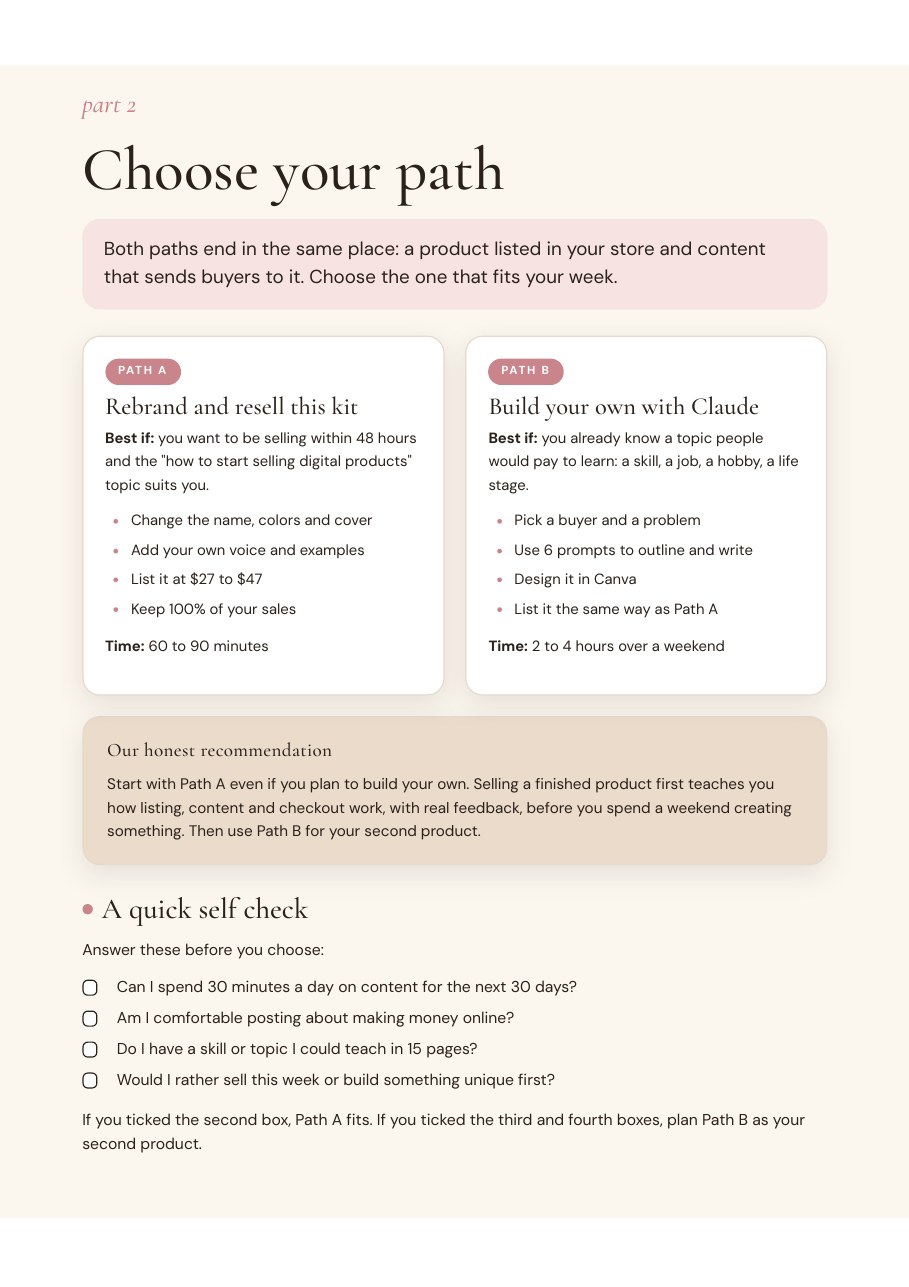 part 2
Choose your path
Both paths end in the same place: a product listed in your store and content
that sends buyers to it. Choose the one that fits your week.
PATH A
Rebrand and resell this kit
Best if: you want to be selling within 48 hours
and the "how to start selling digital products"
topic suits you.
• Change the name, colors and cover
• Add your own voice and examples
• List it at $27 to $47
• Keep 100% of your sales
Time: 60 to 90 minutes
PATH B
Build your own with Claude
Best if: you already know a topic people
would pay to learn: a skill, a job, a hobby, a life
stage.
• Pick a buyer and a problem
• Use 6 prompts to outline and write
• Design it in Canva
• List it the same way as Path A
Time: 2 to 4 hours over a weekend
Our honest recommendation
Start with Path A even if you plan to build your own. Selling a finished product first teaches you
how listing, content and checkout work, with real feedback, before you spend a weekend creating
something. Then use Path B for your second product.
A quick self check
Answer these before you choose:
Can I spend 30 minutes a day on content for the next 30 days?
Am I comfortable posting about making money online?
Do I have a skill or topic I could teach in 15 pages?
Would I rather sell this week or build something unique first?
If you ticked the second box, Path A fits. If you ticked the third and fourth boxes, plan Path B as your
second product.